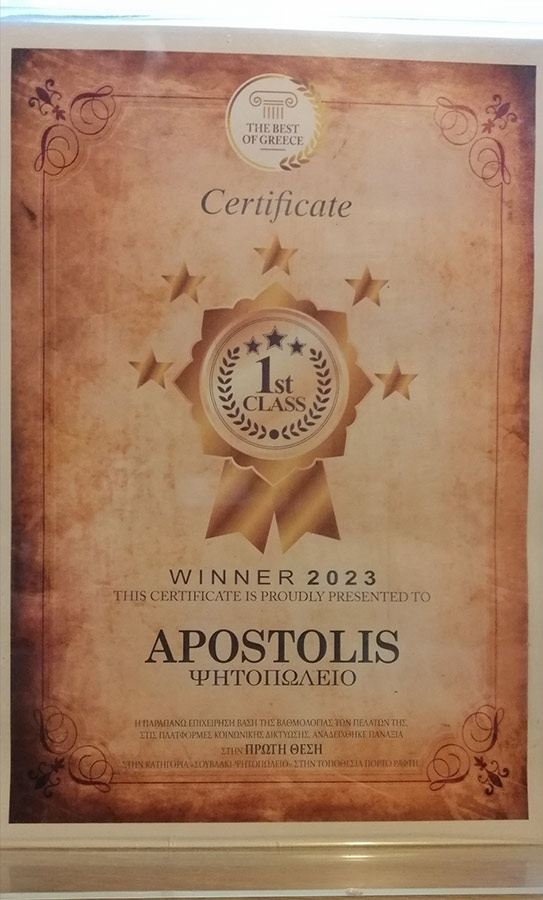 THE BEST
OF GREECE
Certificate
1st
CLASS
WINNER 2023
THIS CERTIFICATE IS PROUDLY PRESENTED TO
APOSTOLIS
ΨΗΤΟΠΩΛΕΙΟ
Η ΠΑΡΑΠΑΝΩ ΕΠΙΧΕΙΡΗΣΗ ΒΑΣΗ ΤΗΣ ΒΑΘΜΟΛΟΓΙΑΣ ΤΩΝ ΠΕΛΑΤΩΝ ΤΗΣ,
ΣΤΙΣ ΠΛΑΤΦΟΡΜΕΣ ΚΟΙΝΩΝΙΚΗΣ ΔΙΚΤΥΩΣΗΣ, ΑΝΑΔΕΙΧΘΗΚΕ ΠΑΝΑΞΙΑ
ΣΤΗΝ ΠΡΩΤΗ ΘΕΣΗ
ΣΤΗΝ ΚΑΤΗΓΟΡΙΑ «ΣΟΥΒΛΑΚΙ-ΨΗΤΟΠΩΛΕΙΟ» ΣΤΗΝ ΤΟΠΟΘΕΣΙΑ ΠΟΡΤΟ ΡΑΦΤΗ